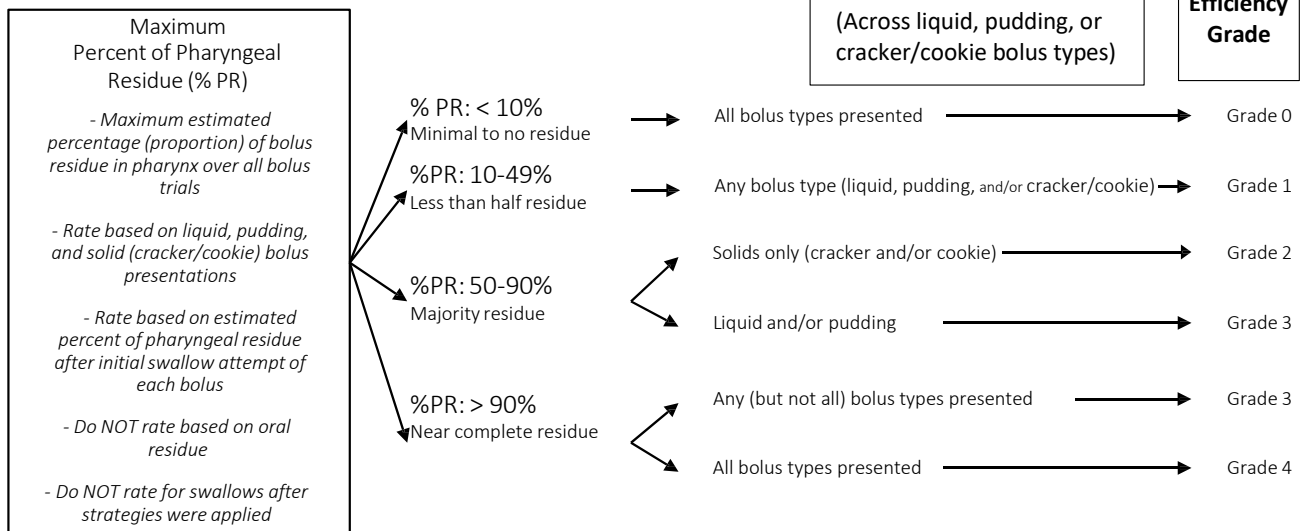 Maximum
Percent of Pharyngeal
Residue (% PR)
- Maximum estimated
percentage (proportion) of bolus
residue in pharynx over all bolus
trials
- Rate based on liquid, pudding,
and solid (cracker/cookie) bolus
presentations
- Rate based on estimated
percent of pharyngeal residue
after initial swallow attempt of
each bolus
- Do NOT rate based on oral
residue
- Do NOT rate for swallows after
strategies were applied
(Across liquid, pudding, or
cracker/cookie bolus types)
Efficiency
Grade
% PR: < 10%
Minimal to no residue
All bolus types presented
Grade 0
%PR: 10-49%
Less than half residue
Any bolus type (liquid, pudding, and/or cracker/cookie)
Grade 1
%PR: 50-90%
Majority residue
Solids only (cracker and/or cookie)
Grade 2
Liquid and/or pudding
Grade 3
%PR: > 90%
Near complete residue
Any (but not all) bolus types presented
Grade 3
All bolus types presented
Grade 4